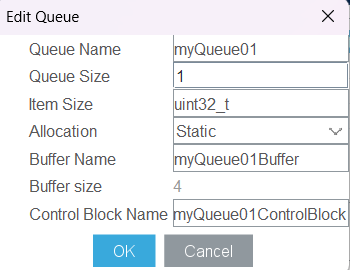 Edit Queue
Queue Name myQueue01
Queue Size 1
Item Size uint32_t
Allocation Static
Buffer Name myQueue01Buffer
Buffer size 4
Control Block Name myQueue01ControlBlock
OK Cancel